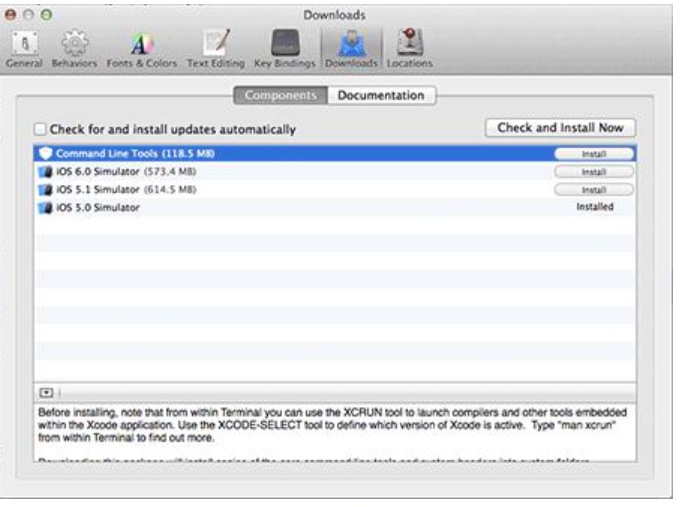 Downloads
General Behaviors Fonts & Colors Text Editing Key Bindings Downloads Locations
Components Documentation
Check for and install updates automatically Check and Install Now
Command Line Tools (118.5 MB) Install
iOS 6.0 Simulator (573.4 MB) Install
iOS 5.1 Simulator (614.5 MB) Install
iOS 5.0 Simulator Installed
Before installing, note that from within Terminal you can use the XCRUN tool to launch compilers and other tools embedded
within the Xcode application. Use the XCODE-SELECT tool to define which version of Xcode is active. Type "man xcrun"
from within Terminal to find out more.